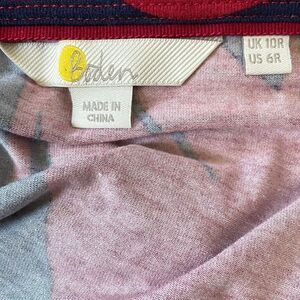 Boden
UK 10R
US 6R
MADE IN
CHINA